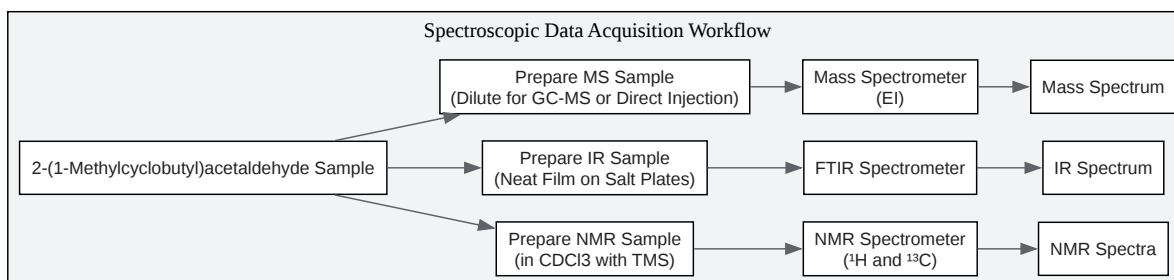 Spectroscopic Data Acquisition Workflow
Prepare MS Sample
(Dilute for GC-MS or Direct Injection)
Mass Spectrometer
(EI)
Mass Spectrum
2-(1-Methylcyclobutyl)acetaldehyde Sample
Prepare IR Sample
(Neat Film on Salt Plates)
FTIR Spectrometer
IR Spectrum
Prepare NMR Sample
(in CDCl3 with TMS)
NMR Spectrometer
(¹H and ¹³C)
NMR Spectra